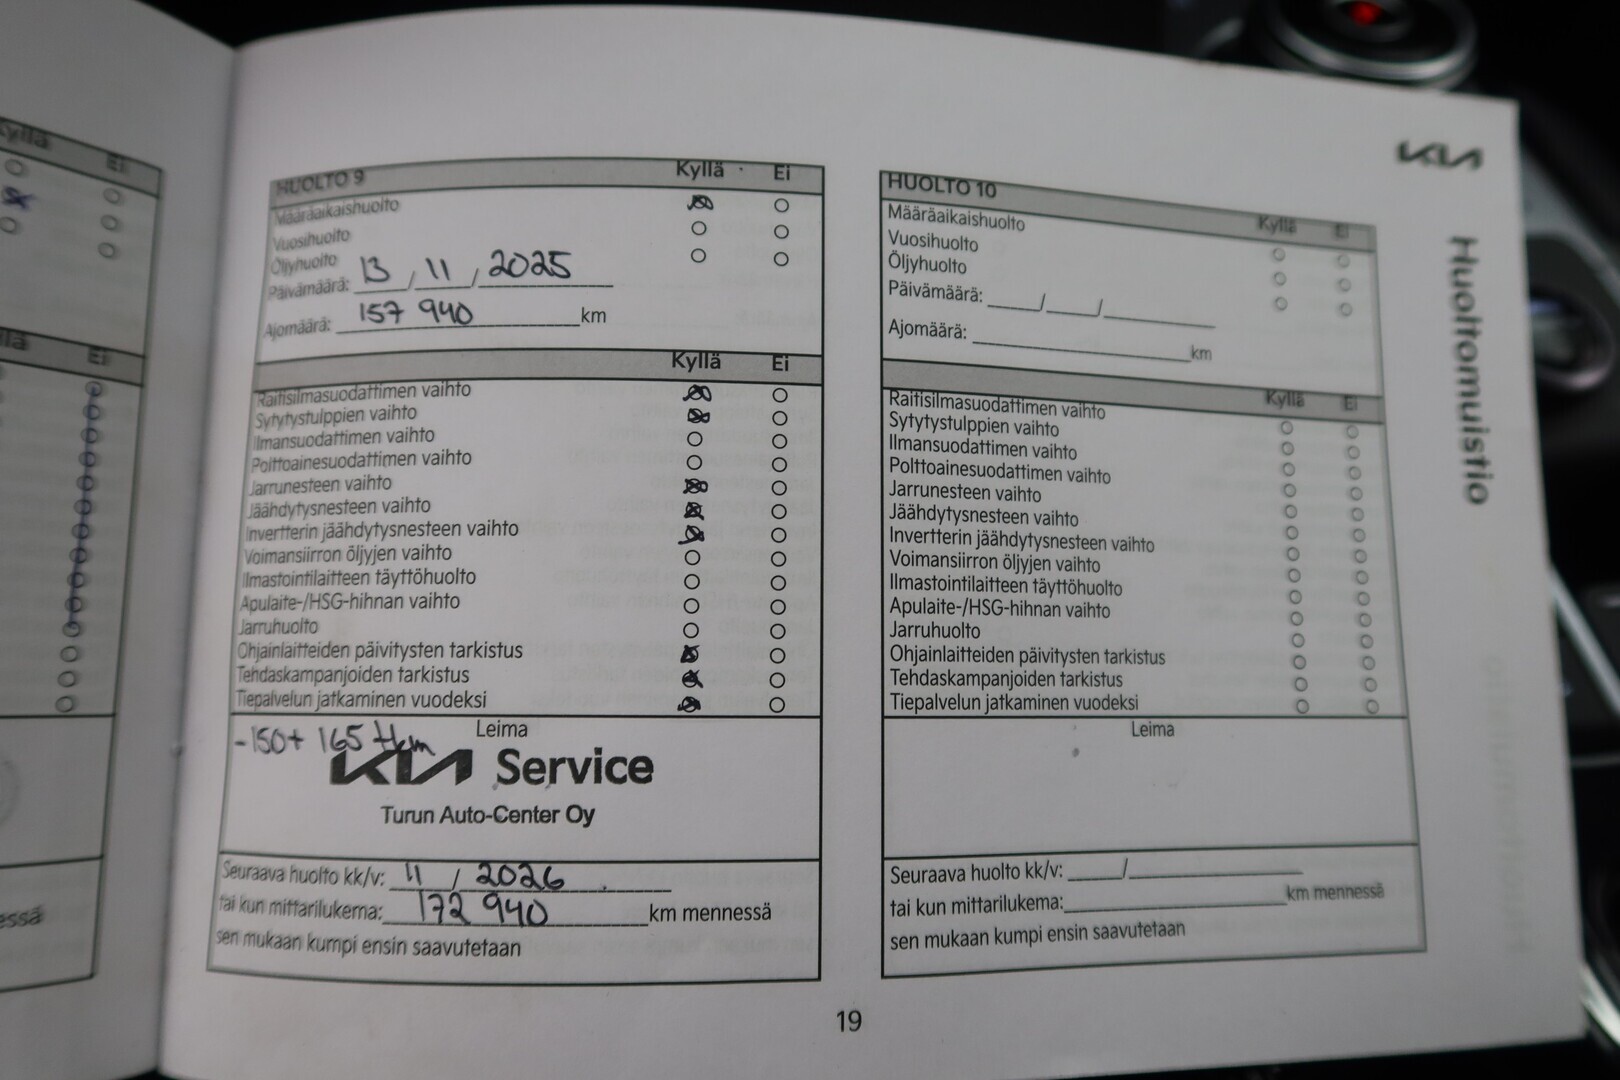 Kyllä Ei
Ei
HUOLTO 9 Kyllä Ei
Määräaikaishuolto
Vuosihuolto
Öljyhuolto
Päivämäärä: 13 / 11 / 2025
Ajomäärä: 157 940 km
Kyllä Ei
Raitisilmasuodattimen vaihto
Sytytystulppien vaihto
Ilmansuodattimen vaihto
Polttoainesuodattimen vaihto
Jarrunesteen vaihto
Jäähdytysnesteen vaihto
Invertterin jäähdytysnesteen vaihto
Voimansiirron öljyjen vaihto
Ilmastointilaitteen täyttöhuolto
Apulaite-/HSG-hihnan vaihto
Jarruhuolto
Ohjainlaitteiden päivitysten tarkistus
Tehdaskampanjoiden tarkistus
Tiepalvelun jatkaminen vuodeksi
Leima
-150+ 165 tkm
KIA Service
Turun Auto-Center Oy
Seuraava huolto kk/v: 11 / 2026
tai kun mittarilukema: 172 940 km mennessä
sen mukaan kumpi ensin saavutetaan
HUOLTO 10
Kyllä Ei
Määräaikaishuolto
Vuosihuolto
Öljyhuolto
Päivämäärä: / /
Ajomäärä: km
Kyllä Ei
Raitisilmasuodattimen vaihto
Sytytystulppien vaihto
Ilmansuodattimen vaihto
Polttoainesuodattimen vaihto
Jarrunesteen vaihto
Jäähdytysnesteen vaihto
Invertterin jäähdytysnesteen vaihto
Voimansiirron öljyjen vaihto
Ilmastointilaitteen täyttöhuolto
Apulaite-/HSG-hihnan vaihto
Jarruhuolto
Ohjainlaitteiden päivitysten tarkistus
Tehdaskampanjoiden tarkistus
Tiepalvelun jatkaminen vuodeksi
Leima
Seuraava huolto kk/v: /
tai kun mittarilukema: km mennessä
sen mukaan kumpi ensin saavutetaan
KIA
Huoltomuistio
19